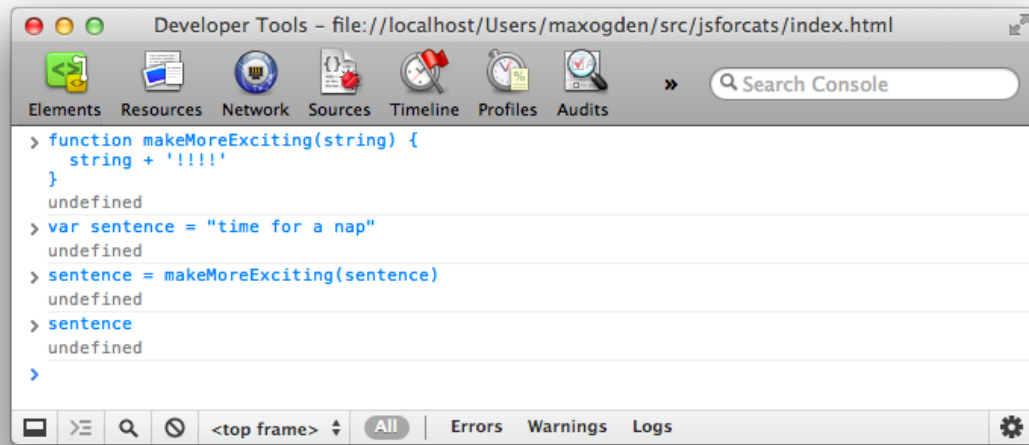 Developer Tools – file://localhost/Users/maxogden/src/jsforcats/index.html
Elements Resources Network Sources Timeline Profiles Audits » Search Console
> function makeMoreExciting(string) {
string + '!!!!'
}
undefined
> var sentence = "time for a nap"
undefined
> sentence = makeMoreExciting(sentence)
undefined
> sentence
undefined
>
<top frame> All Errors Warnings Logs